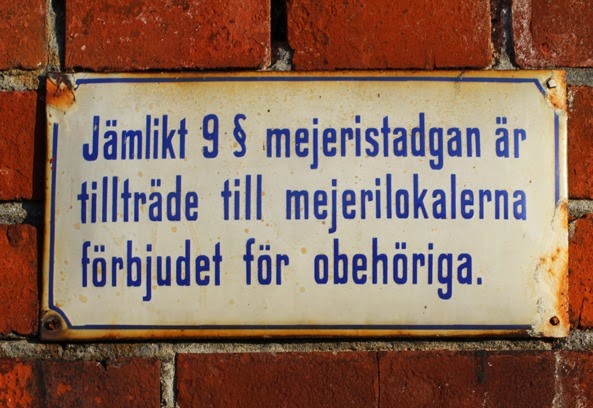 Jämlikt 9 § mejeristadgan är
tillträde till mejerilokalerna
förbjudet för obehöriga.